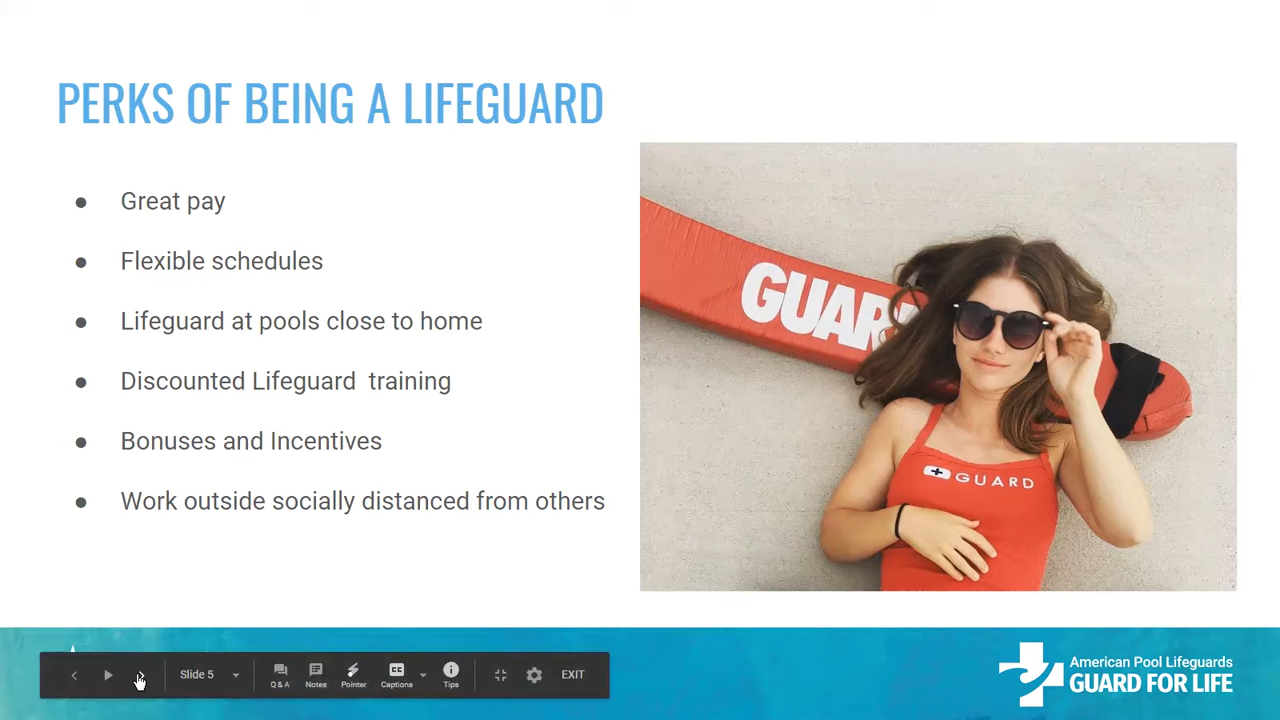 PERKS OF BEING A LIFEGUARD
● Great pay
● Flexible schedules
● Lifeguard at pools close to home
● Discounted Lifeguard  training
● Bonuses and Incentives
● Work outside socially distanced from others
GUAR
GUARD
Slide 5
Q & A
Notes
Pointer
CC
Captions
Tips
EXIT
American Pool Lifeguards
GUARD FOR LIFE